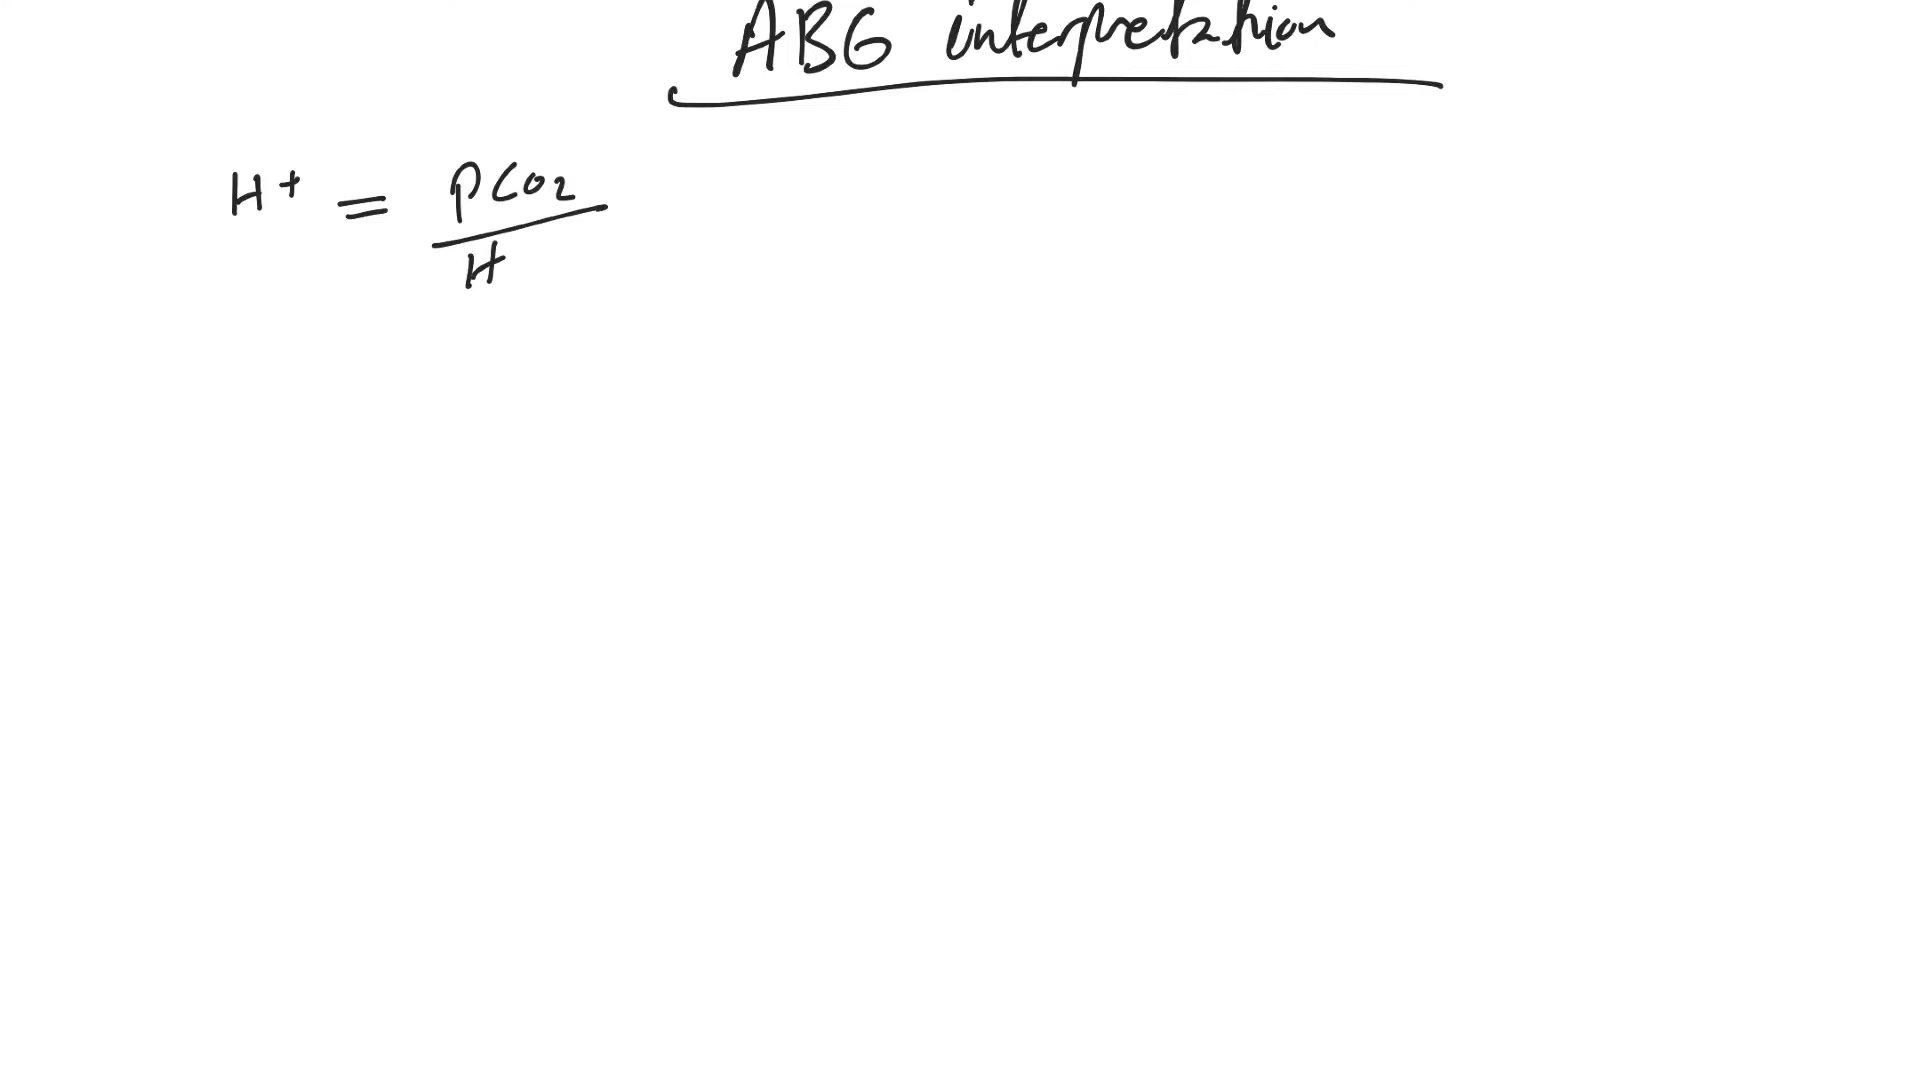 ABG interpretation
H+ = pCO2
H